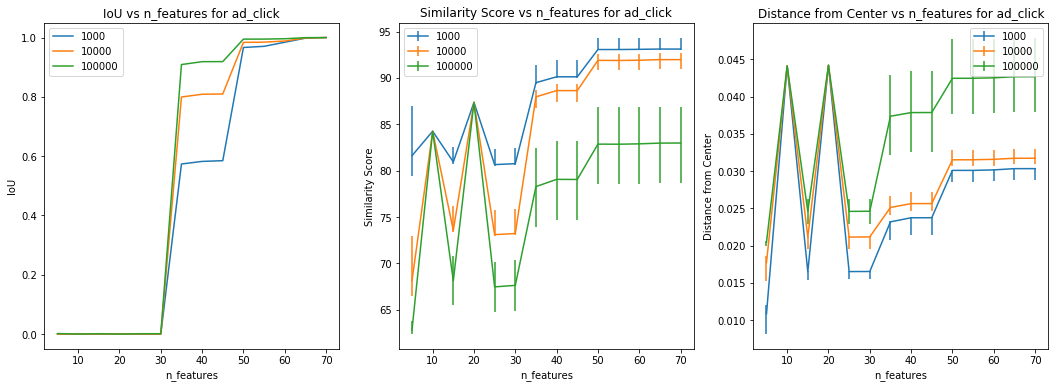 IoU vs n_features for ad_click
1000
10000
100000
1.0
0.8
0.6
0.4
0.2
0.0
IoU
10 20 30 40 50 60 70
n_features
Similarity Score vs n_features for ad_click
1000
10000
100000
95
90
85
80
75
70
65
Similarity Score
10 20 30 40 50 60 70
n_features
Distance from Center vs n_features for ad_click
1000
10000
100000
0.045
0.040
0.035
0.030
0.025
0.020
0.015
0.010
Distance from Center
10 20 30 40 50 60 70
n_features